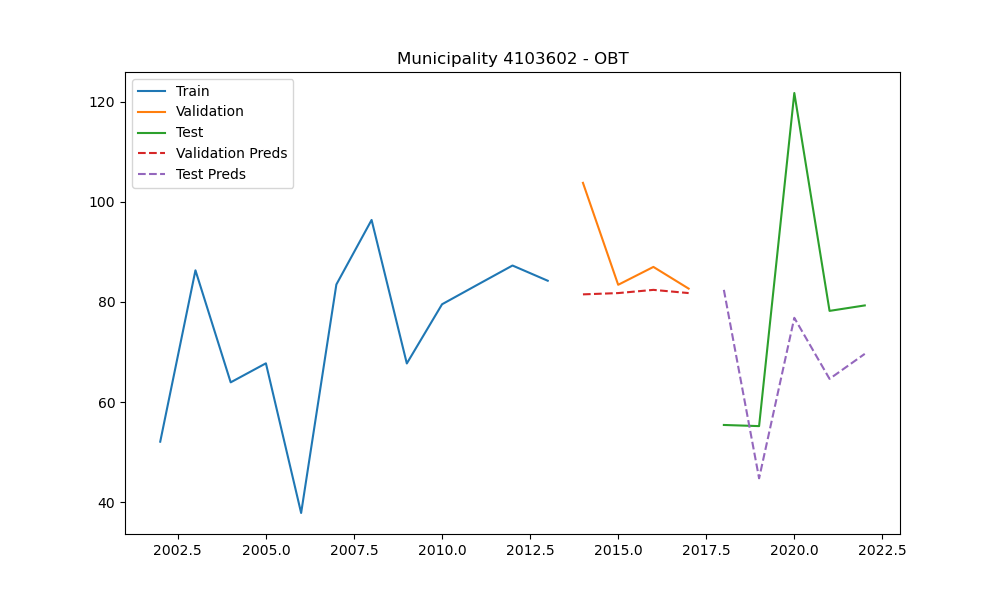 Municipality 4103602 - OBT
Train
Validation
Test
Validation Preds
Test Preds
120
100
80
60
40
2002.5 2005.0 2007.5 2010.0 2012.5 2015.0 2017.5 2020.0 2022.5